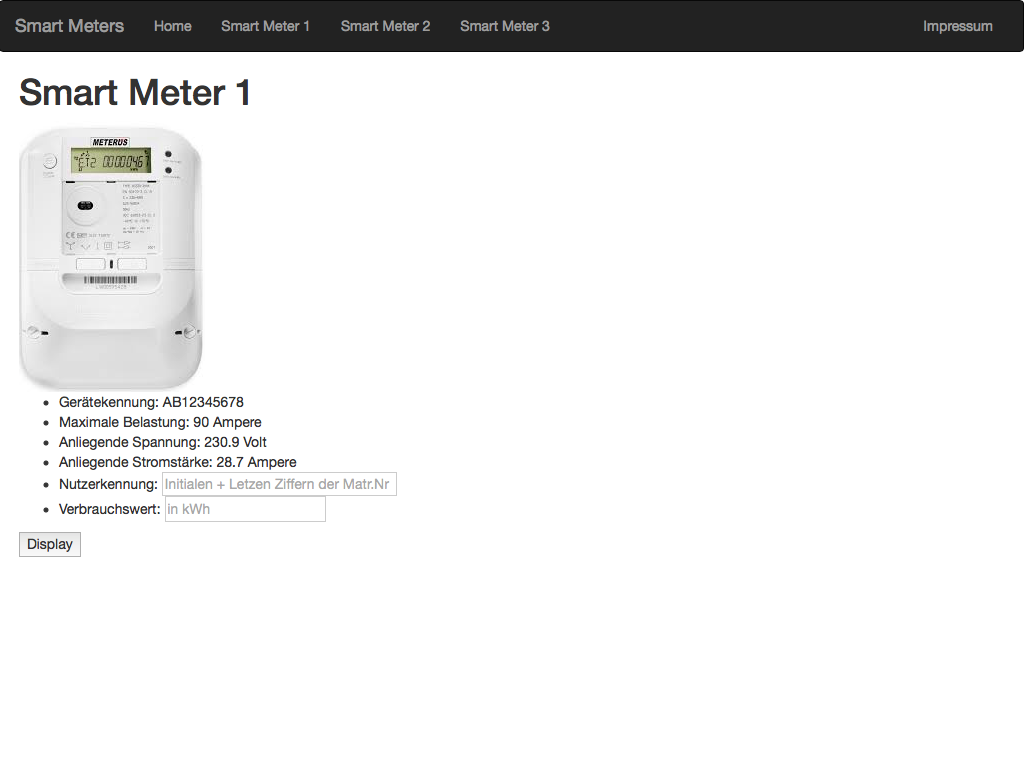 Smart Meters Home Smart Meter 1 Smart Meter 2 Smart Meter 3 Impressum
Smart Meter 1
METERUS
Gerätekennung: AB12345678
Maximale Belastung: 90 Ampere
Anliegende Spannung: 230.9 Volt
Anliegende Stromstärke: 28.7 Ampere
Nutzerkennung: Initialen + Letzen Ziffern der Matr.Nr
Verbrauchswert: in kWh
Display